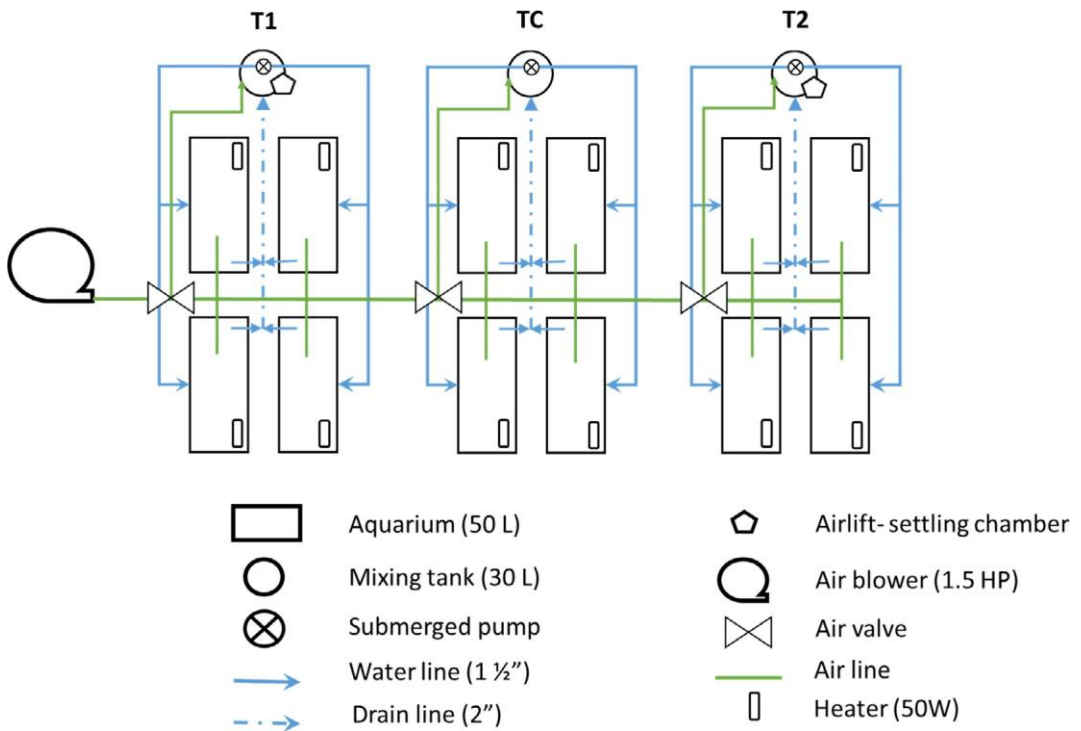 T1
TC
T2
Aquarium (50 L)
Mixing tank (30 L)
Submerged pump
Water line (1 ½”)
Drain line (2”)
Airlift- settling chamber
Air blower (1.5 HP)
Air valve
Air line
Heater (50W)